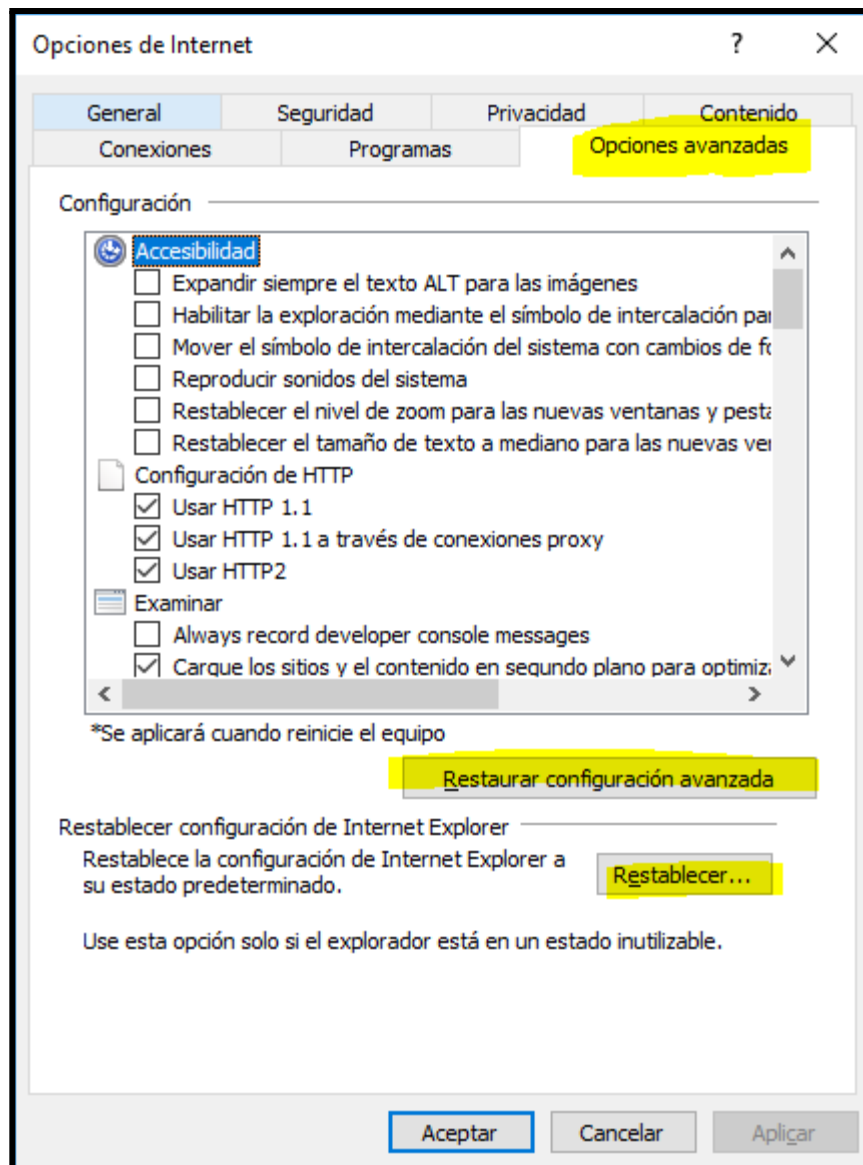 Opciones de Internet
?
General Seguridad Privacidad Contenido
Conexiones Programas Opciones avanzadas
Configuración
Accesibilidad
Expandir siempre el texto ALT para las imágenes
Habilitar la exploración mediante el símbolo de intercalación par
Mover el símbolo de intercalación del sistema con cambios de fo
Reproducir sonidos del sistema
Restablecer el nivel de zoom para las nuevas ventanas y pesta
Restablecer el tamaño de texto a mediano para las nuevas ven
Configuración de HTTP
Usar HTTP 1.1
Usar HTTP 1.1 a través de conexiones proxy
Usar HTTP2
Examinar
Always record developer console messages
Cargue los sitios y el contenido en segundo plano para optimiza
*Se aplicará cuando reinicie el equipo
Restaurar configuración avanzada
Restablecer configuración de Internet Explorer
Restablece la configuración de Internet Explorer a
su estado predeterminado.
Restablecer...
Use esta opción solo si el explorador está en un estado inutilizable.
Aceptar Cancelar Aplicar